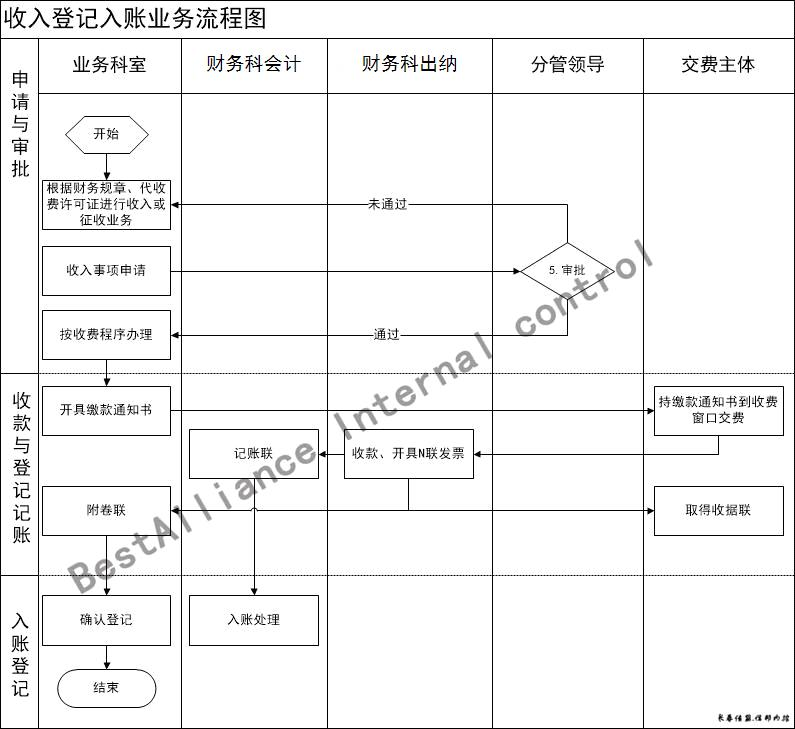 收入登记入账业务流程图
业务科室
财务科会计
财务科出纳
分管领导
交费主体
申请与审批
开始
根据财务规章、代收
费许可证进行收入或
征收业务
未通过
收入事项申请
5. 审批
按收费程序办理
通过
收款与登记记账
开具缴款通知书
持缴款通知书到收费
窗口交费
记账联
收款、开具N联发票
附卷联
取得收据联
入账登记
确认登记
入账处理
结束
BestAlliance Internal control